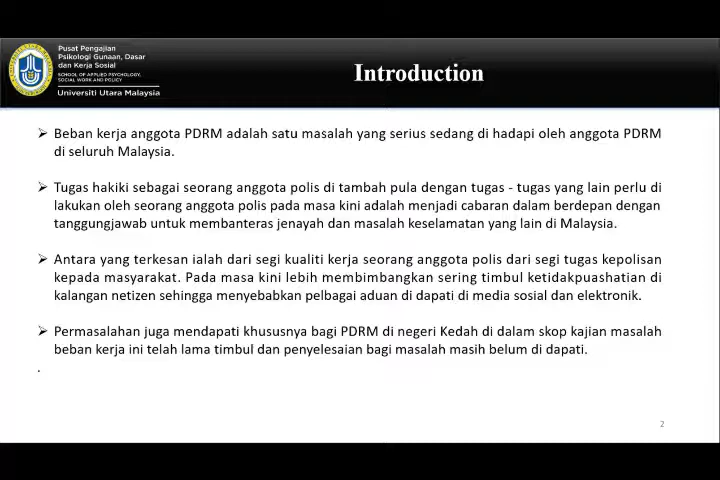 Pusat Pengajian
Psikologi Gunaan, Dasar
dan Kerja Sosial
SCHOOL OF APPLIED PSYCHOLOGY,
SOCIAL WORK AND POLICY
Universiti Utara Malaysia
Introduction
➢ Beban kerja anggota PDRM adalah satu masalah yang serius sedang di hadapi oleh anggota PDRM
di seluruh Malaysia.
➢ Tugas hakiki sebagai seorang anggota polis di tambah pula dengan tugas - tugas yang lain perlu di
lakukan oleh seorang anggota polis pada masa kini adalah menjadi cabaran dalam berdepan dengan
tanggungjawab untuk membanteras jenayah dan masalah keselamatan yang lain di Malaysia.
➢ Antara yang terkesan ialah dari segi kualiti kerja seorang anggota polis dari segi tugas kepolisan
kepada masyarakat. Pada masa kini lebih membimbangkan sering timbul ketidakpuashatian di
kalangan netizen sehingga menyebabkan pelbagai aduan di dapati di media sosial dan elektronik.
➢ Permasalahan juga mendapati khususnya bagi PDRM di negeri Kedah di dalam skop kajian masalah
beban kerja ini telah lama timbul dan penyelesaian bagi masalah masih belum di dapati.
.
2